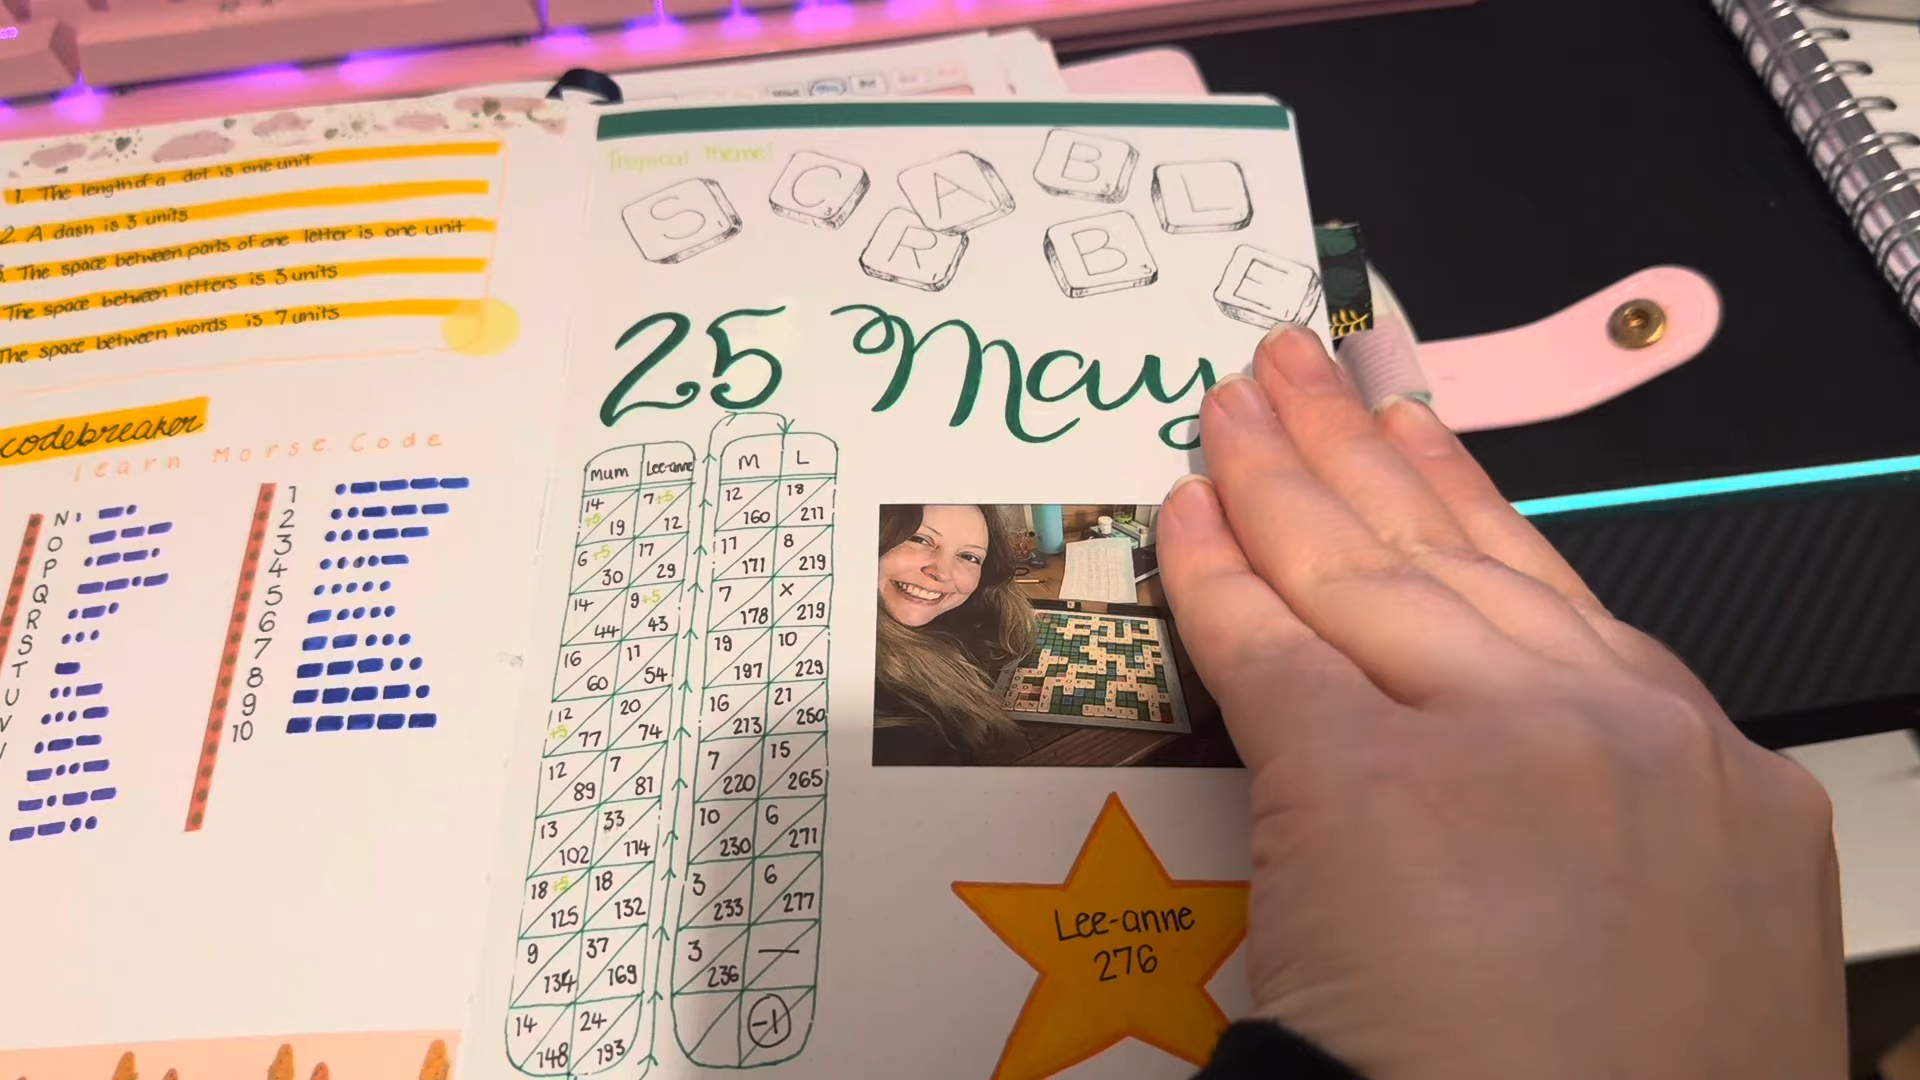 1. The length of a dot is one unit
2. A dash is 3 units
3. The space between parts of one letter is one unit
The space between letters is 3 units
The space between words is 7 units
codebreaker
learn Morse Code
N
O
P
Q
R
S
T
U
V
1
2
3
4
5
6
7
8
9
10
Tropical theme!
SCRABBLE
25 May
Mum Lee-anne
14 +5 19 7 +5 12
6 +5 30 17 29
14 44 9 +5 43
16 60 11 54
12 +5 77 20 74
12 89 7 81
13 102 33 114
18 +5 125 18 132
9 134 37 169
14 148 24 193
M L
12 160 18 211
11 171 8 219
7 178 x 219
19 197 10 229
16 213 21 250
7 220 15 265
10 230 6 271
3 233 6 277
3 236 —
-1
Lee-anne
276